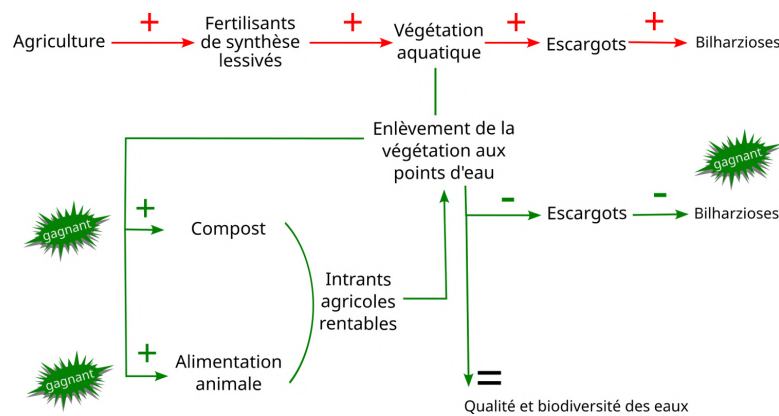 Agriculture
+
Fertilisants
de synthèse
lessivés
+
Végétation
aquatique
+
Escargots
+
Bilharzioses
Enlèvement de la
végétation aux
points d'eau
gagnant
-
Escargots
-
Bilharzioses
gagnant
+
Compost
Intrants
agricoles
rentables
gagnant
+
Alimentation
animale
=
Qualité et biodiversité des eaux